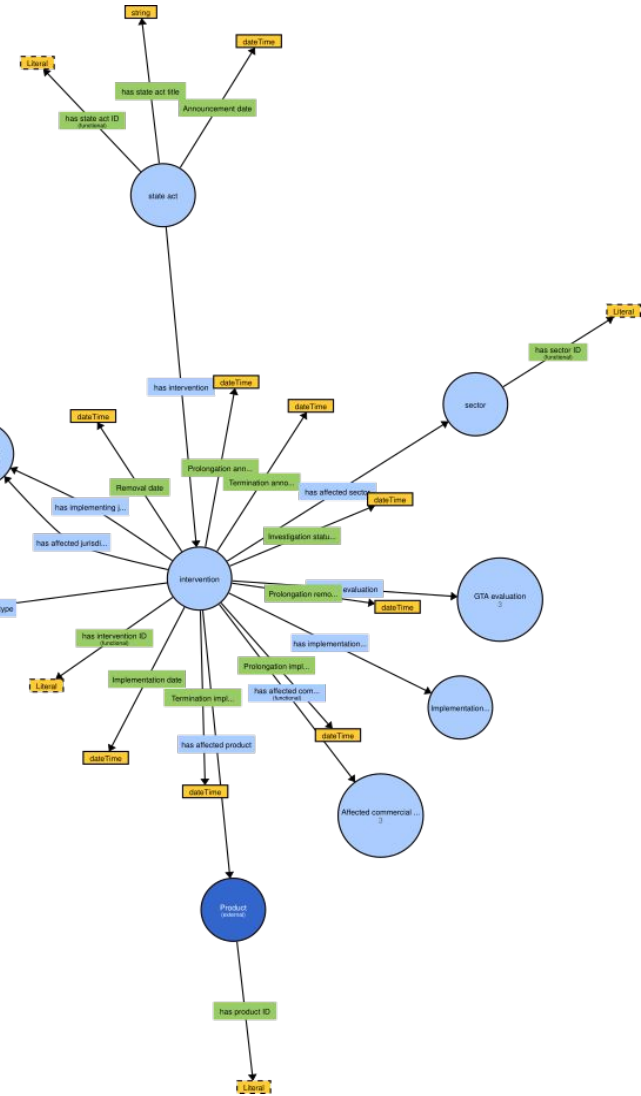 string
dateTime
Literal
has state act title
Announcement date
has state act ID
(functional)
state act
Literal
has sector ID
(functional)
has intervention
dateTime
dateTime
sector
dateTime
Prolongation ann...
Termination anno...
has affected sector
dateTime
Removal date
has implementing j...
Investigation statu...
has affected jurisdi...
intervention
evaluation
Prolongation remo...
GTA evaluation
3
dateTime
type
has intervention ID
(functional)
has implementation...
Prolongation impl...
Implementation date
Literal
has affected com...
(functional)
Termination impl...
Implementation...
dateTime
has affected product
dateTime
dateTime
Affected commercial ...
3
Product
(external)
has product ID
Literal